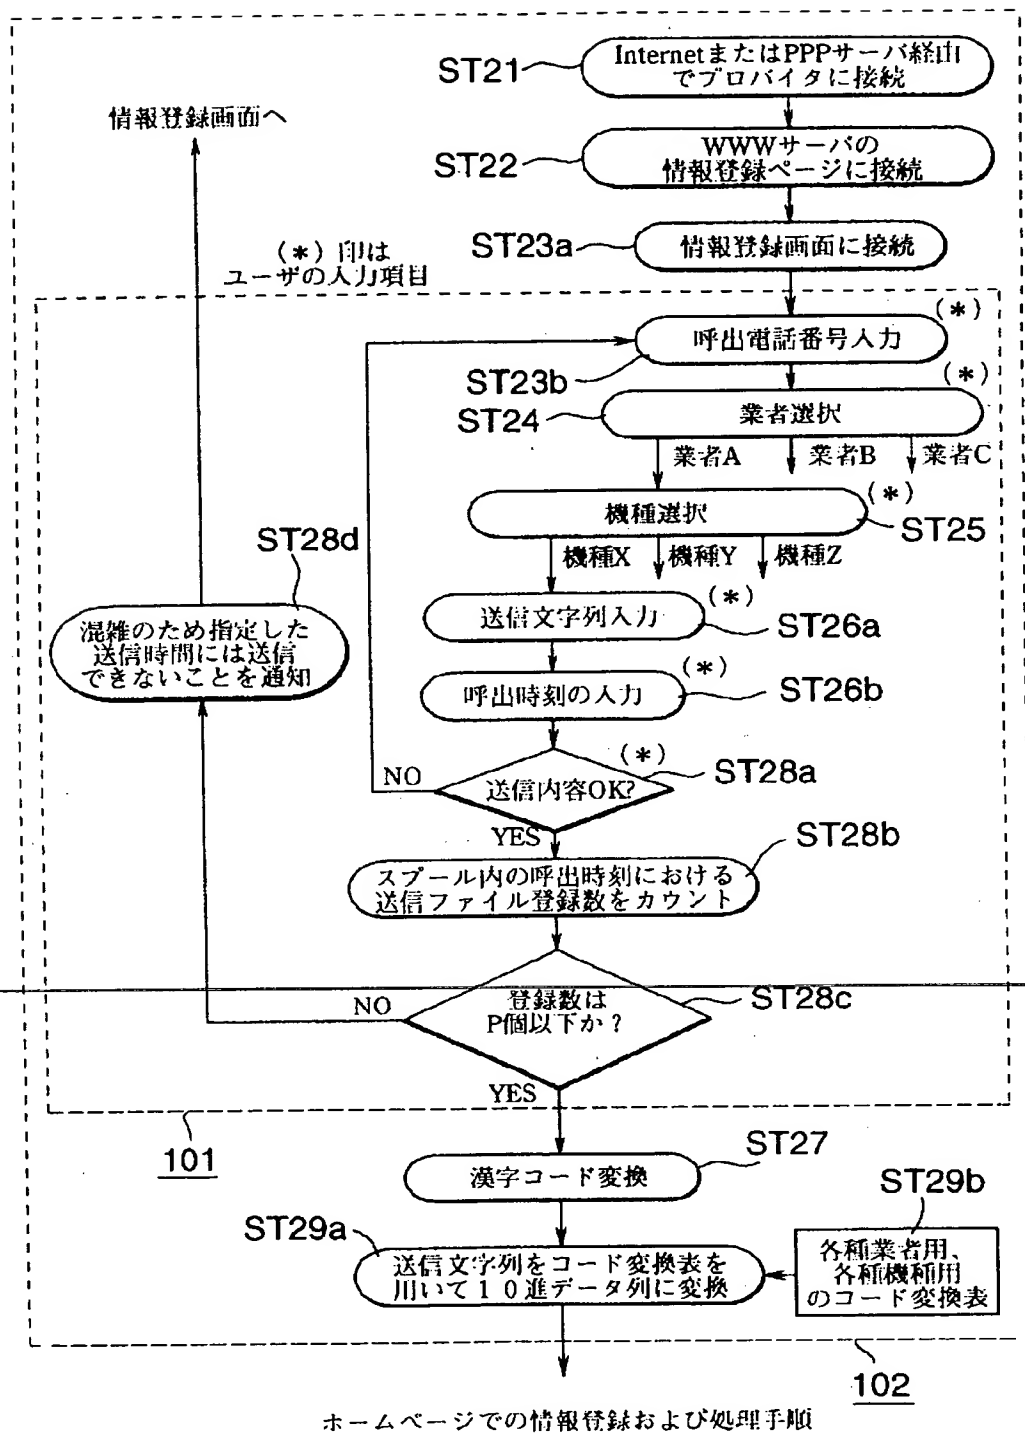 ST21
InternetまたはPPPサーバ経由
でプロバイタに接続
情報登録画面へ
ST22
WWWサーバの
情報登録ページに接続
ST23a
情報登録画面に接続
(*)印は
ユーザの入力項目
(*)
呼出電話番号入力
ST23b
(*)
ST24
業者選択
業者A
業者B
業者C
(*)
機種選択
ST25
機種X
機種Y
機種Z
ST28d
混雑のため指定した
送信時間には送信
できないことを通知
(*)
送信文字列入力
ST26a
(*)
呼出時刻の入力
ST26b
(*)
NO
送信内容OK?
ST28a
YES
ST28b
スプール内の呼出時刻における
送信ファイル登録数をカウント
NO
登録数は
P個以下か?
ST28c
YES
101
ST27
漢字コード変換
ST29b
ST29a
送信文字列をコード変換表を
用いて10進データ列に変換
各種業者用、
各種機種用
のコード変換表
102
ホームページでの情報登録および処理手順